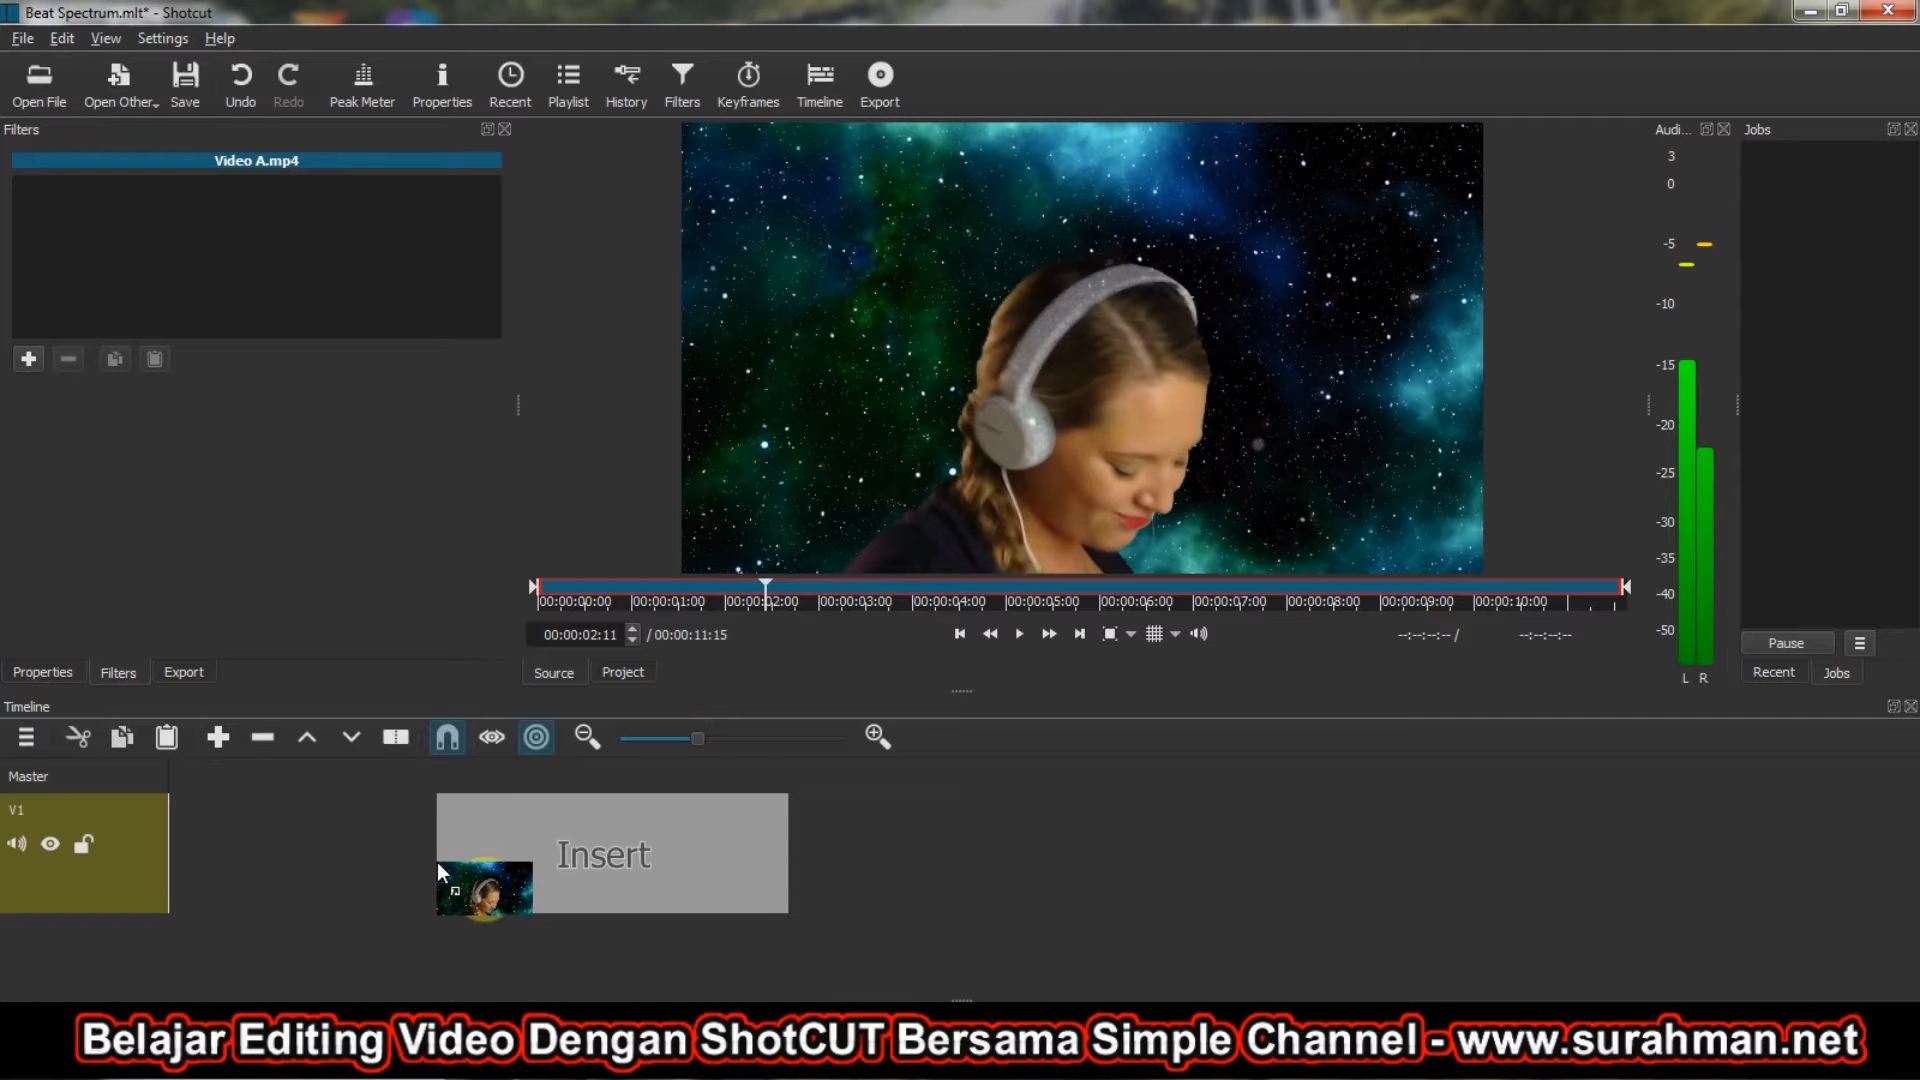 Beat Spectrum.mlt* - Shotcut
File Edit View Settings Help
Open File Open Other... Save Undo Redo Peak Meter Properties Recent Playlist History Filters Keyframes Timeline Export
Filters
Audi...
Jobs
Video A.mp4
3
0
-5
-10
-15
-20
-25
-30
-35
-40
-50
L R
00:00:00:00 00:00:01:00 00:00:02:00 00:00:03:00 00:00:04:00 00:00:05:00 00:00:06:00 00:00:07:00 00:00:08:00 00:00:09:00 00:00:10:00
00:00:02:11 / 00:00:11:15
--:--:--:-- / --:--:--:--
Pause
Properties Filters Export
Source Project
Recent Jobs
Timeline
Master
V1
Insert
Belajar Editing Video Dengan ShotCUT Bersama Simple Channel - www.surahman.net